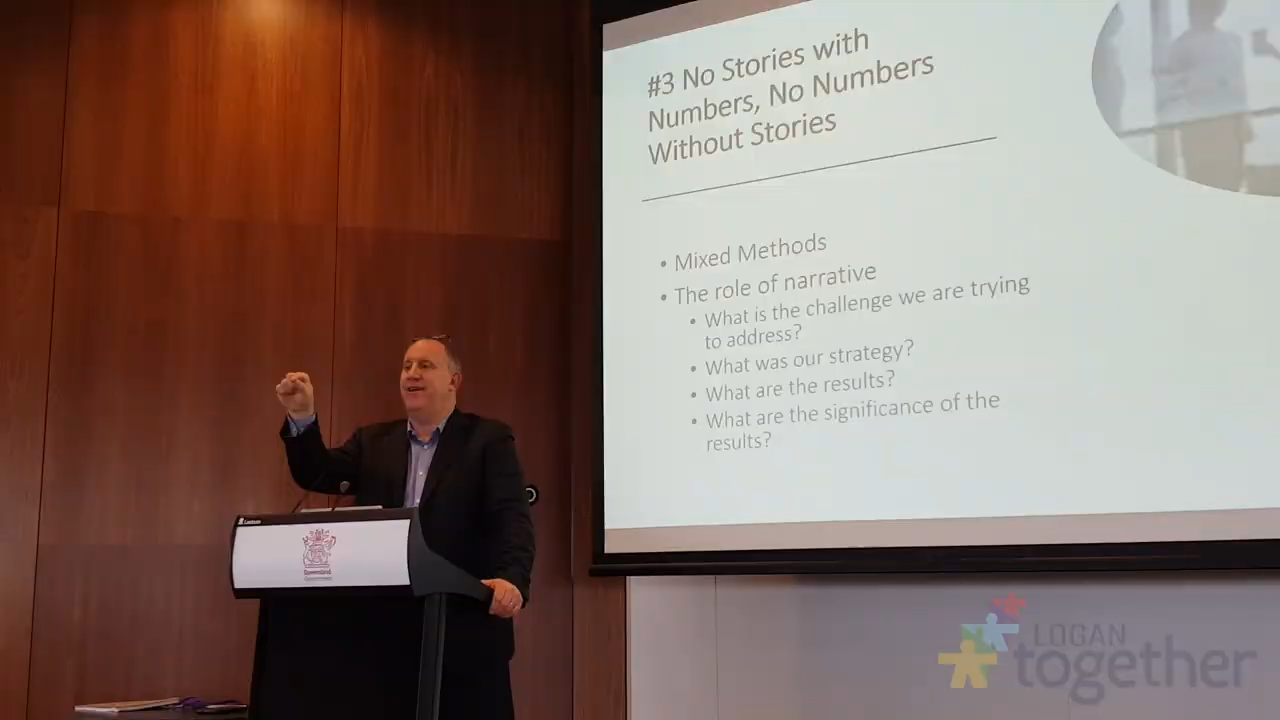 #3 No Stories with
Numbers, No Numbers
Without Stories
• Mixed Methods
• The role of narrative
• What is the challenge we are trying
to address?
• What was our strategy?
• What are the results?
• What are the significance of the
results?
Queensland
Government
LOGAN
together